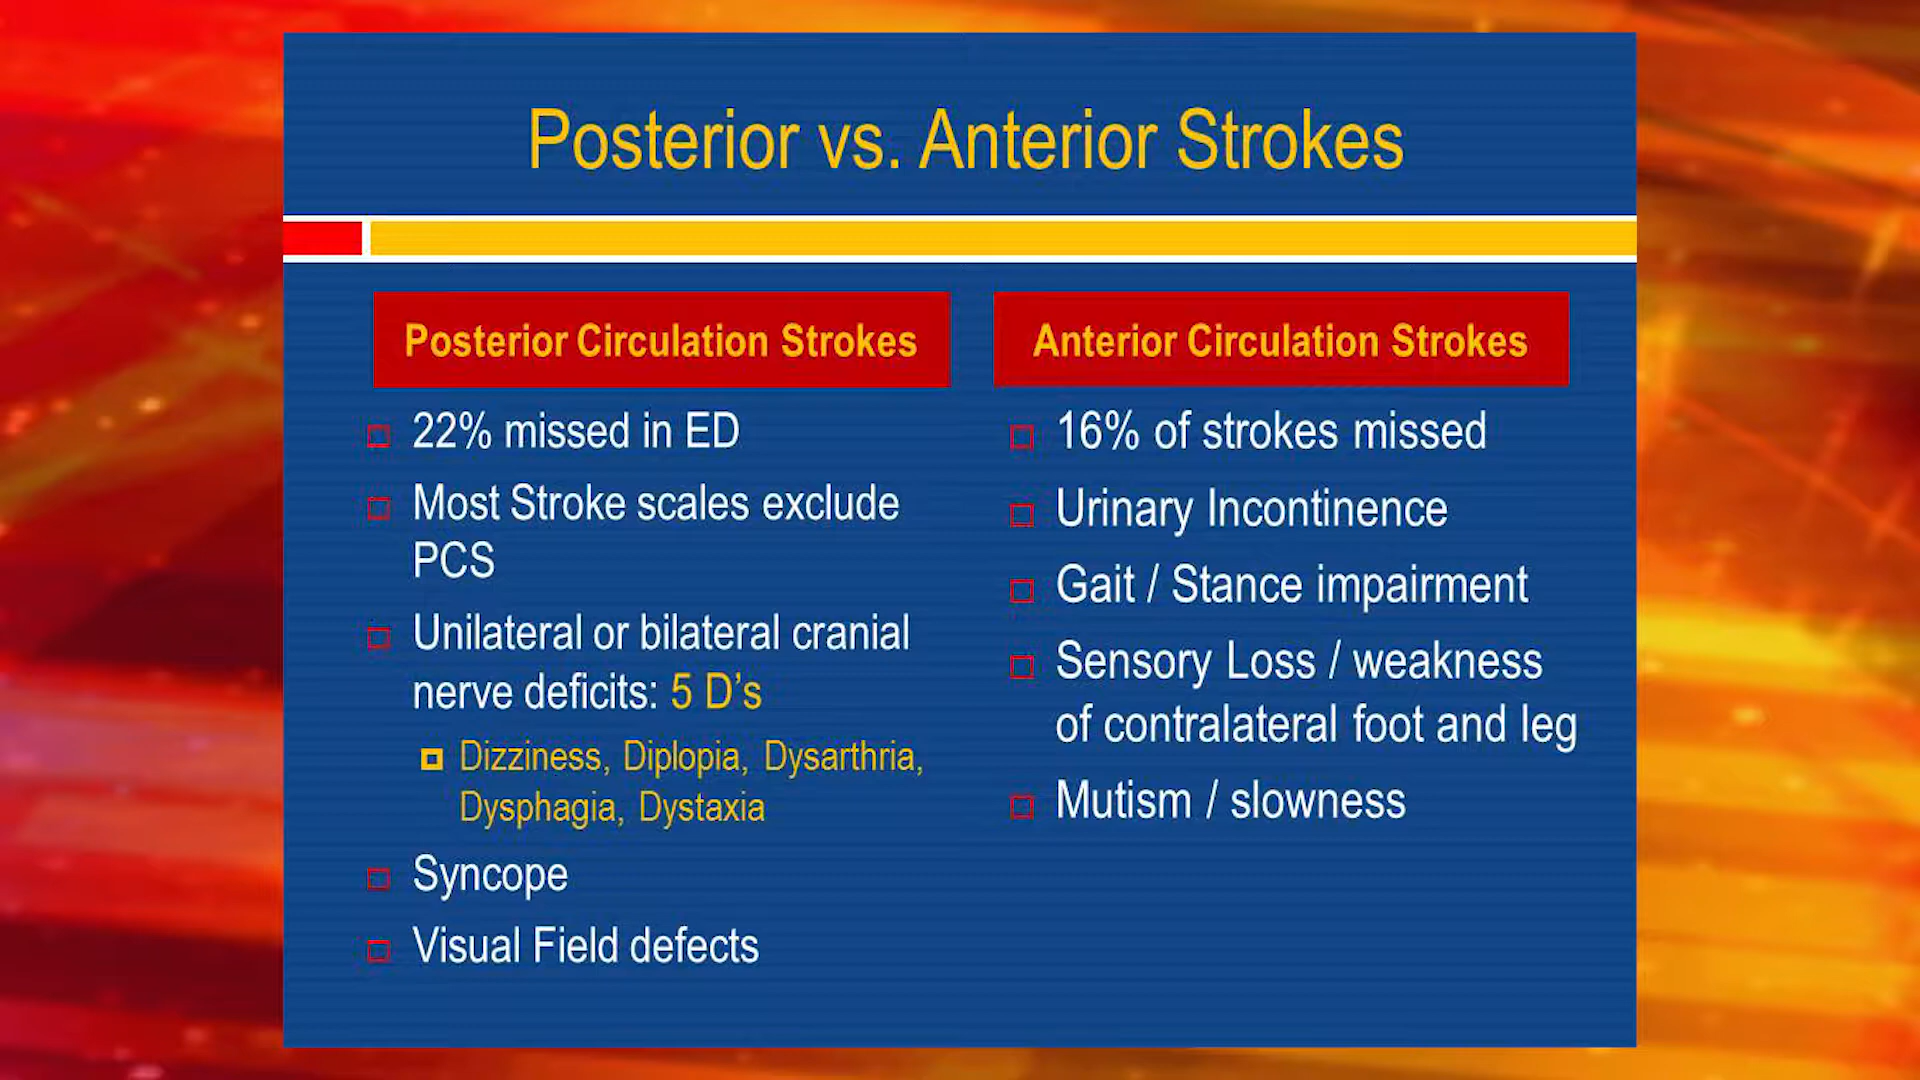 Posterior vs. Anterior Strokes
Posterior Circulation Strokes
22% missed in ED
Most Stroke scales exclude
PCS
Unilateral or bilateral cranial
nerve deficits: 5 D's
Dizziness, Diplopia, Dysarthria,
Dysphagia, Dystaxia
Syncope
Visual Field defects
Anterior Circulation Strokes
16% of strokes missed
Urinary Incontinence
Gait / Stance impairment
Sensory Loss / weakness
of contralateral foot and leg
Mutism / slowness